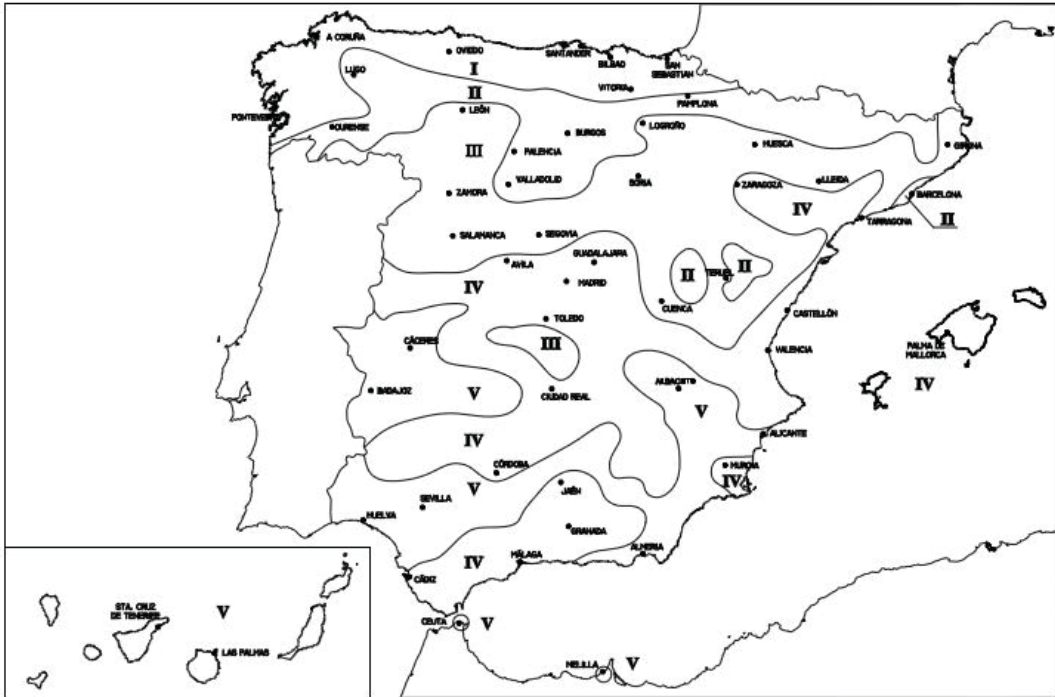 A CORUÑA
OVIEDO
SANTANDER
BILBAO
SAN
SEBASTIAN
I
LUGO
VITORIA
II
PAMPLONA
LEÓN
OURENSE
LOGROÑO
BURGOS
HUESCA
GIRONA
III
PALENCIA
VALLADOLID
SORIA
ZARAGOZA
LLEIDA
ZAMORA
BARCELONA
IV
TARRAGONA
II
SALAMANCA
SEGOVIA
AVILA
GUADALAJARA
II
II
TERUEL
IV
MADRID
CUENCA
CASTELLÓN
TOLEDO
CÁCERES
III
VALENCIA
PALMA DE
MALLORCA
IV
BADAJOZ
V
CIUDAD REAL
ALBACETE
V
IV
ALICANTE
CÓRDOBA
MURCIA
V
IV
JAÉN
SEVILLA
HUELVA
GRANADA
IV
MÁLAGA
ALMERIA
CÁDIZ
STA. CRUZ
DE TENERIFE
V
CEUTA
V
LAS PALMAS
MELILLA
V